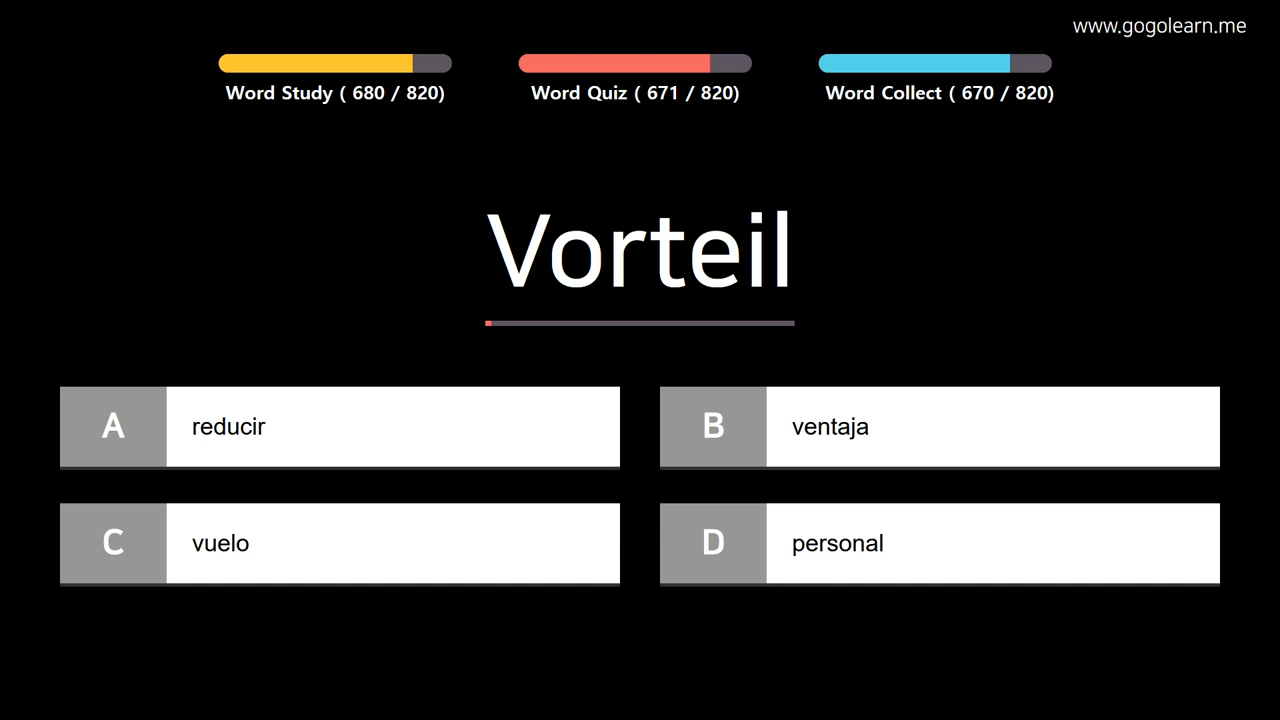 www.gogolearn.me
Word Study ( 680 / 820)
Word Quiz ( 671 / 820)
Word Collect ( 670 / 820)
Vorteil
A reducir
B ventaja
C vuelo
D personal